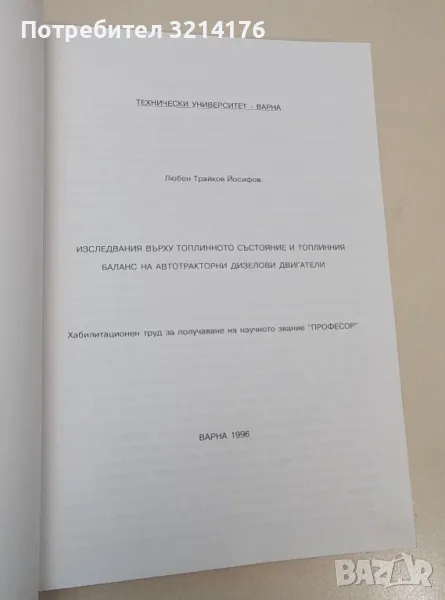 Потребител 3214176
ТЕХНИЧЕСКИ УНИВЕРСИТЕТ - ВАРНА
Любен Трайков Йосифов
ИЗСЛЕДВАНИЯ ВЪРХУ ТОПЛИННОТО СЪСТОЯНИЕ И ТОПЛИННИЯ
БАЛАНС НА АВТОТРАКТОРНИ ДИЗЕЛОВИ ДВИГАТЕЛИ
Хабилитационен труд за получаване на научното звание "ПРОФЕСОР"
ВАРНА 1996
BAZAR